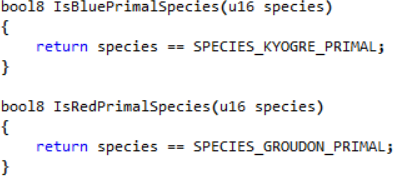 bool8 IsBluePrimalSpecies(u16 species)
{
    return species == SPECIES_KYOGRE_PRIMAL;
}
bool8 IsRedPrimalSpecies(u16 species)
{
    return species == SPECIES_GROUDON_PRIMAL;
}